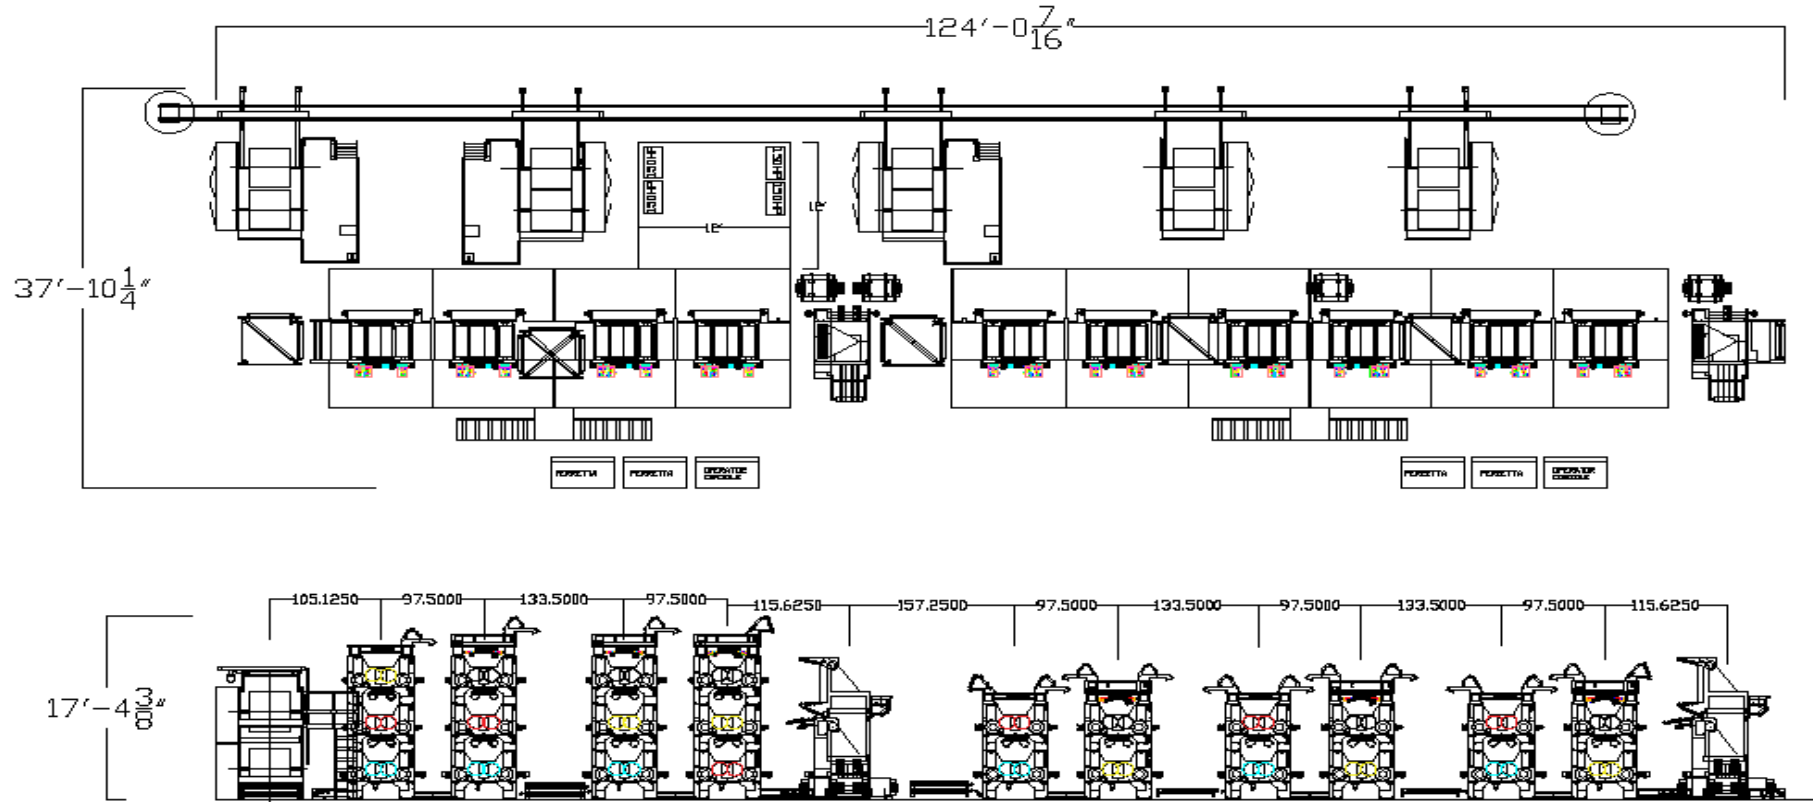 124'-0 7/16"
37'-10 1/4"
150HP 150HP
150HP 150HP
12'
12'
PERRETTA PERRETTA OPERATOR CONSOLE
PERRETTA PERRETTA OPERATOR CONSOLE
105.1250 97.5000 133.5000 97.5000 115.6250 157.2500 97.5000 133.5000 97.5000 133.5000 97.5000 115.6250
17'-4 3/8"